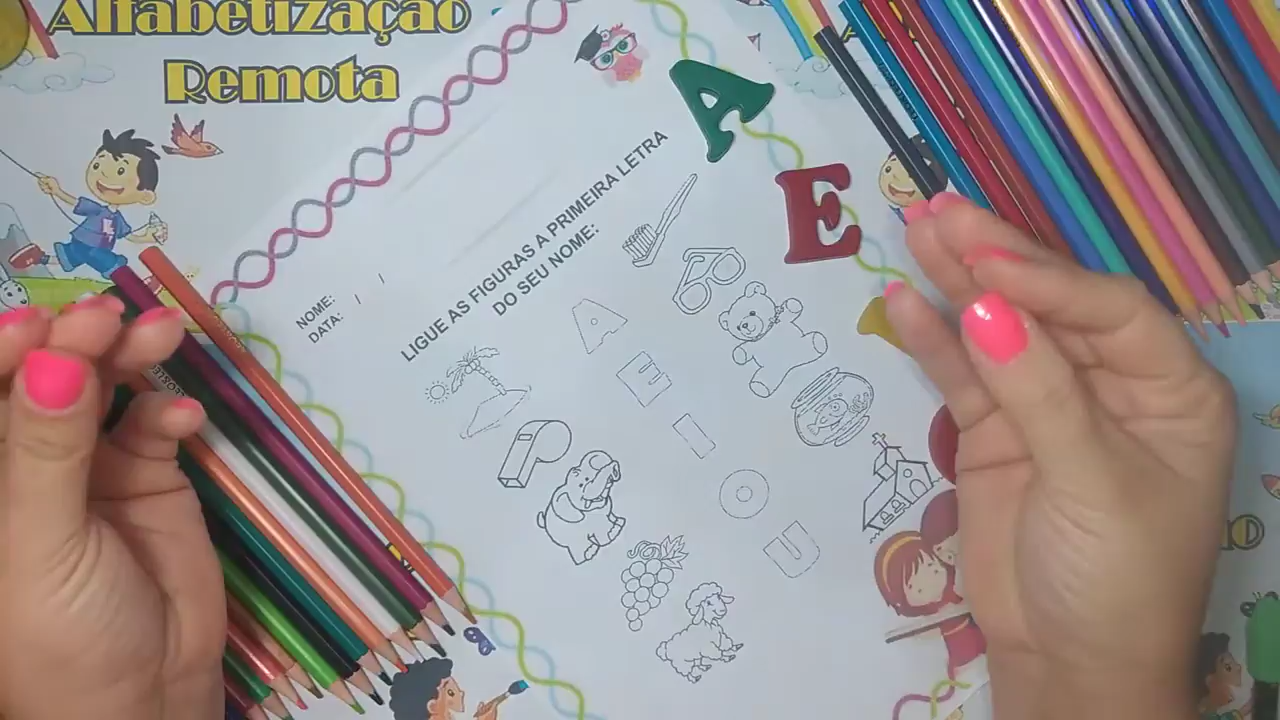 Alfabetização
Remota
LIGUE AS FIGURAS A PRIMEIRA LETRA
DO SEU NOME:
NOME:
DATA: / /
A
E
A
E
I
O
U